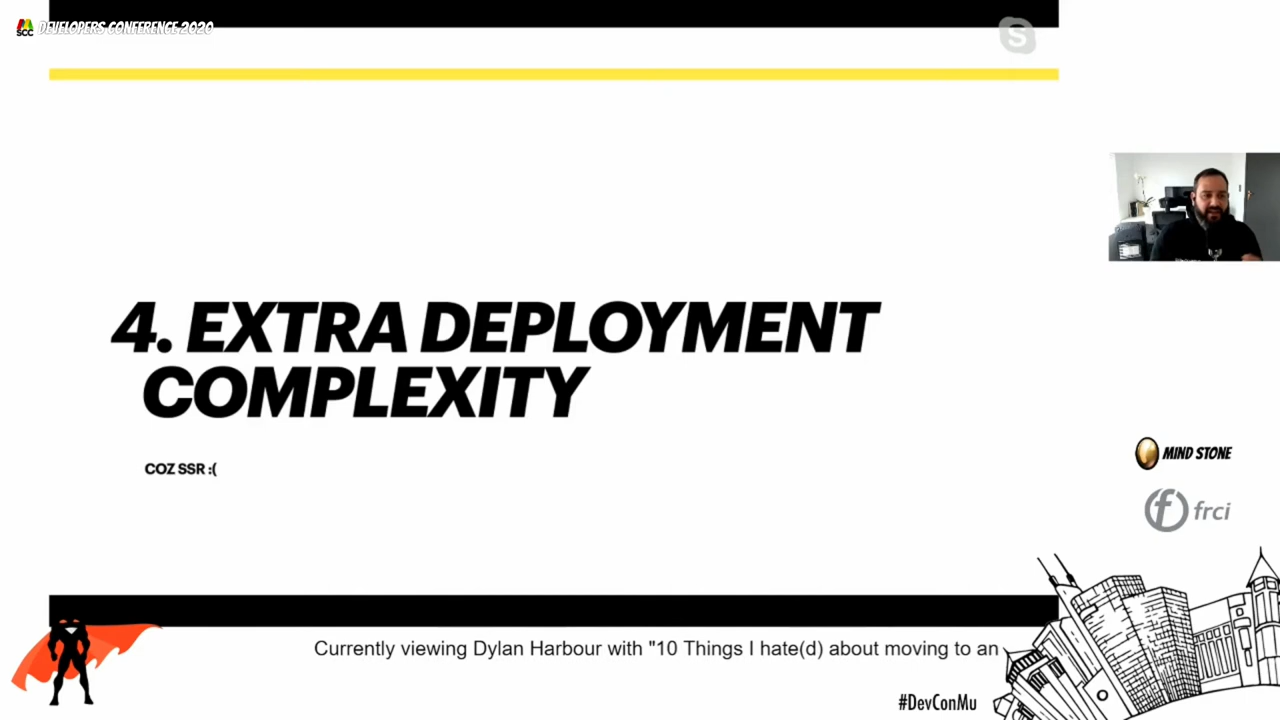 SCC DEVELOPERS CONFERENCE 2020
S
4. EXTRA DEPLOYMENT
COMPLEXITY
COZ SSR :(
MIND STONE
f frci
Currently viewing Dylan Harbour with "10 Things I hate(d) about moving to an
#DevConMu